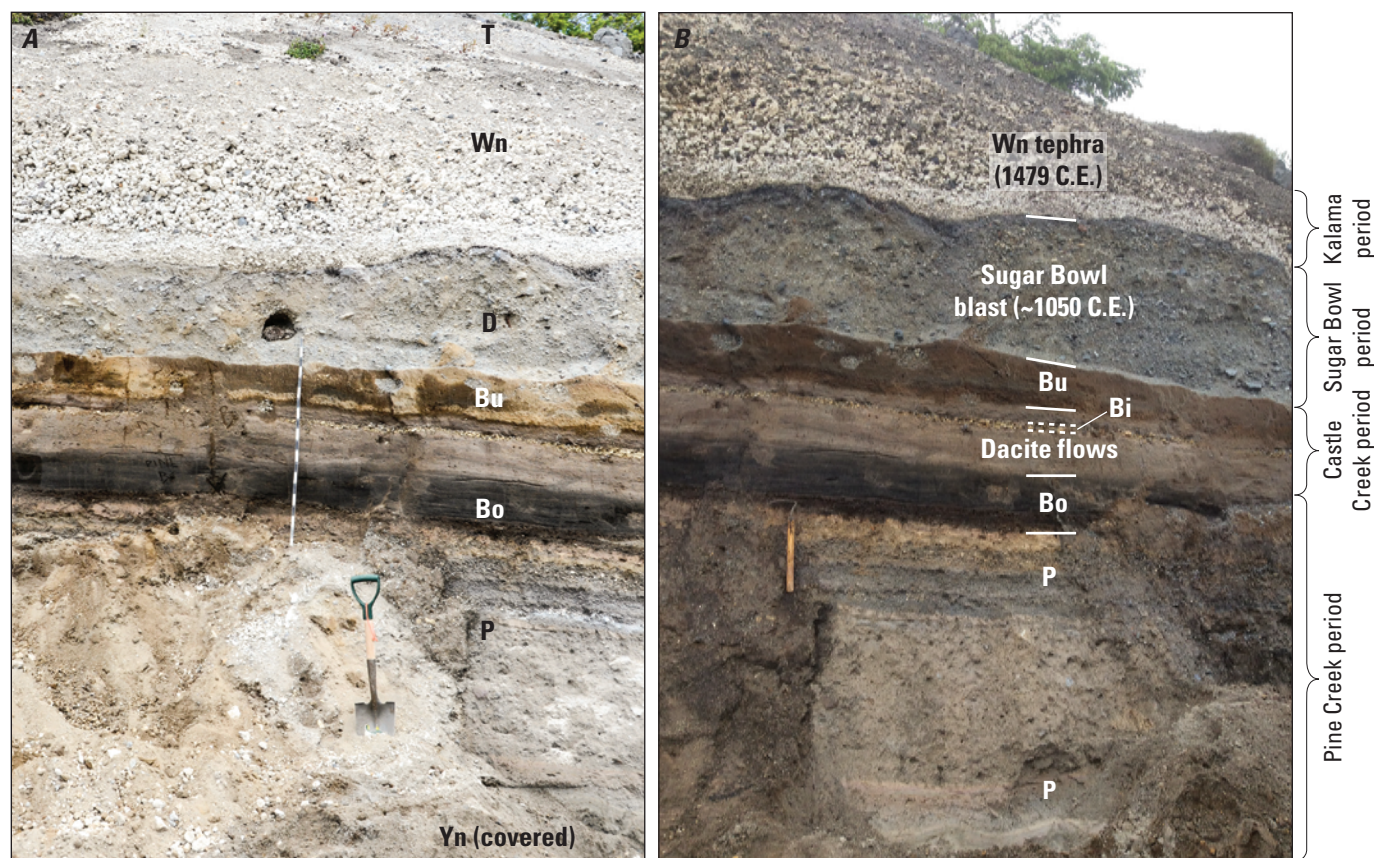 A
T
Wn
D
Bu
Bo
P
Yn (covered)
B
Wn tephra
(1479 C.E.)
Sugar Bowl
blast (~1050 C.E.)
Bu
Bi
Dacite flows
Bo
P
P
Kalama
period
Sugar Bowl
period
Castle
Creek period
Pine Creek period